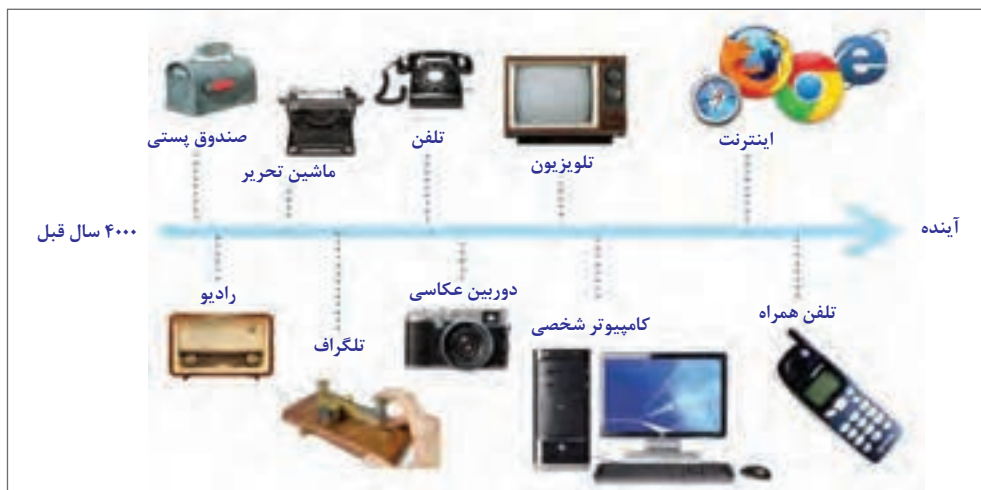 صندوق پستی
ماشین تحریر
تلفن
تلویزیون
اینترنت
۴۰۰۰ سال قبل
آینده
رادیو
تلگراف
دوربین عکاسی
کامپیوتر شخصی
تلفن همراه